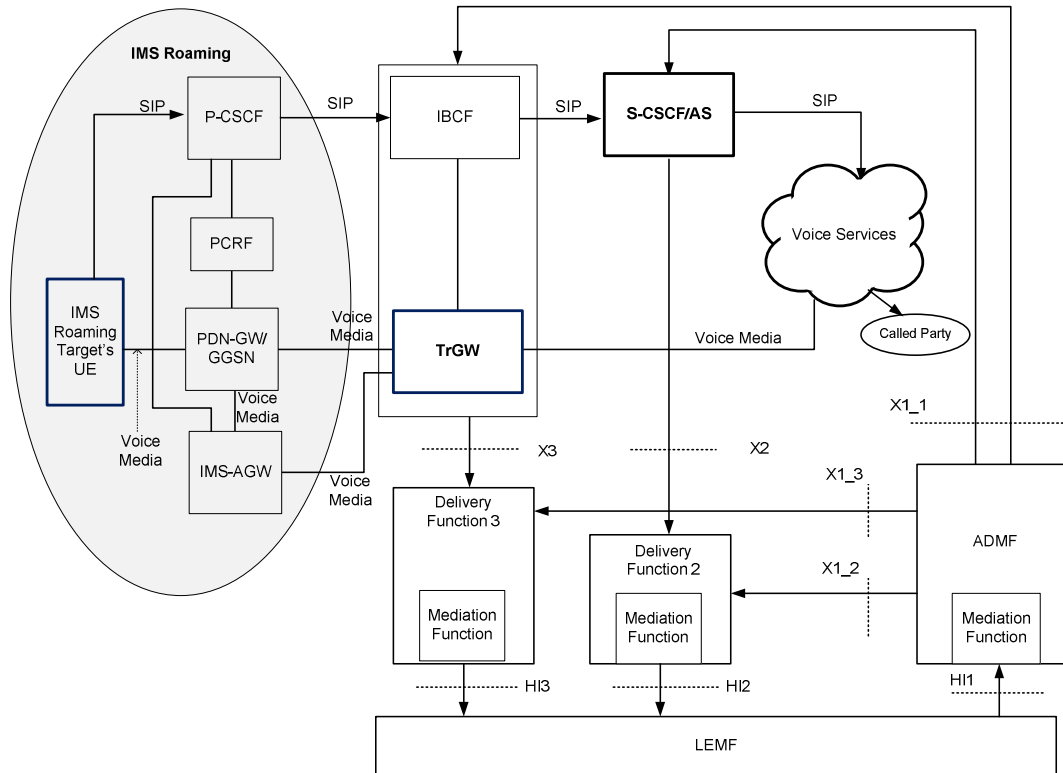 IMS Roaming
SIP
P-CSCF
SIP
IBCF
SIP
S-CSCF/AS
SIP
PCRF
Voice Services
IMS
Roaming
Target's
UE
PDN-GW/
GGSN
Voice
Media
TrGW
Voice Media
Called Party
Voice
Media
Voice
Media
IMS-AGW
Voice
Media
X3
X2
X1_1
X1_3
Delivery
Function 3
ADMF
Delivery
Function 2
X1_2
Mediation
Function
Mediation
Function
Mediation
Function
HI3
HI2
HI1
LEMF